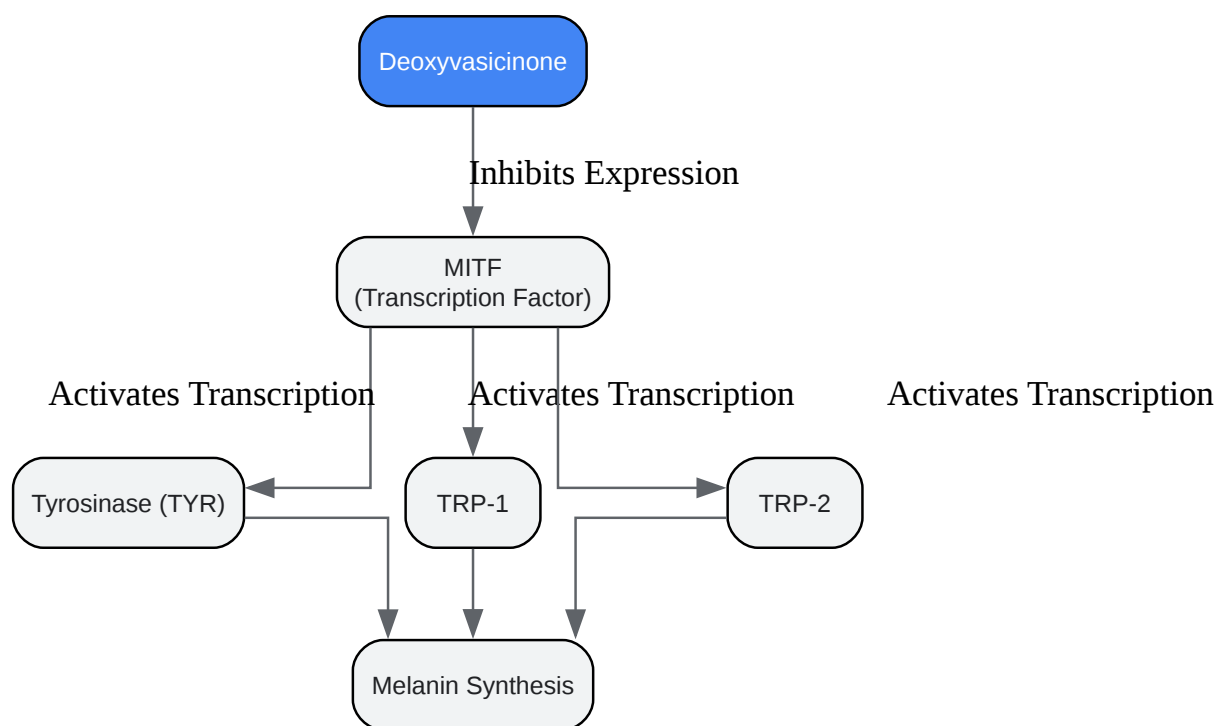 Deoxyvasicinone
Inhibits Expression
MITF
(Transcription Factor)
Activates Transcription
Activates Transcription
Activates Transcription
Tyrosinase (TYR)
TRP-1
TRP-2
Melanin Synthesis